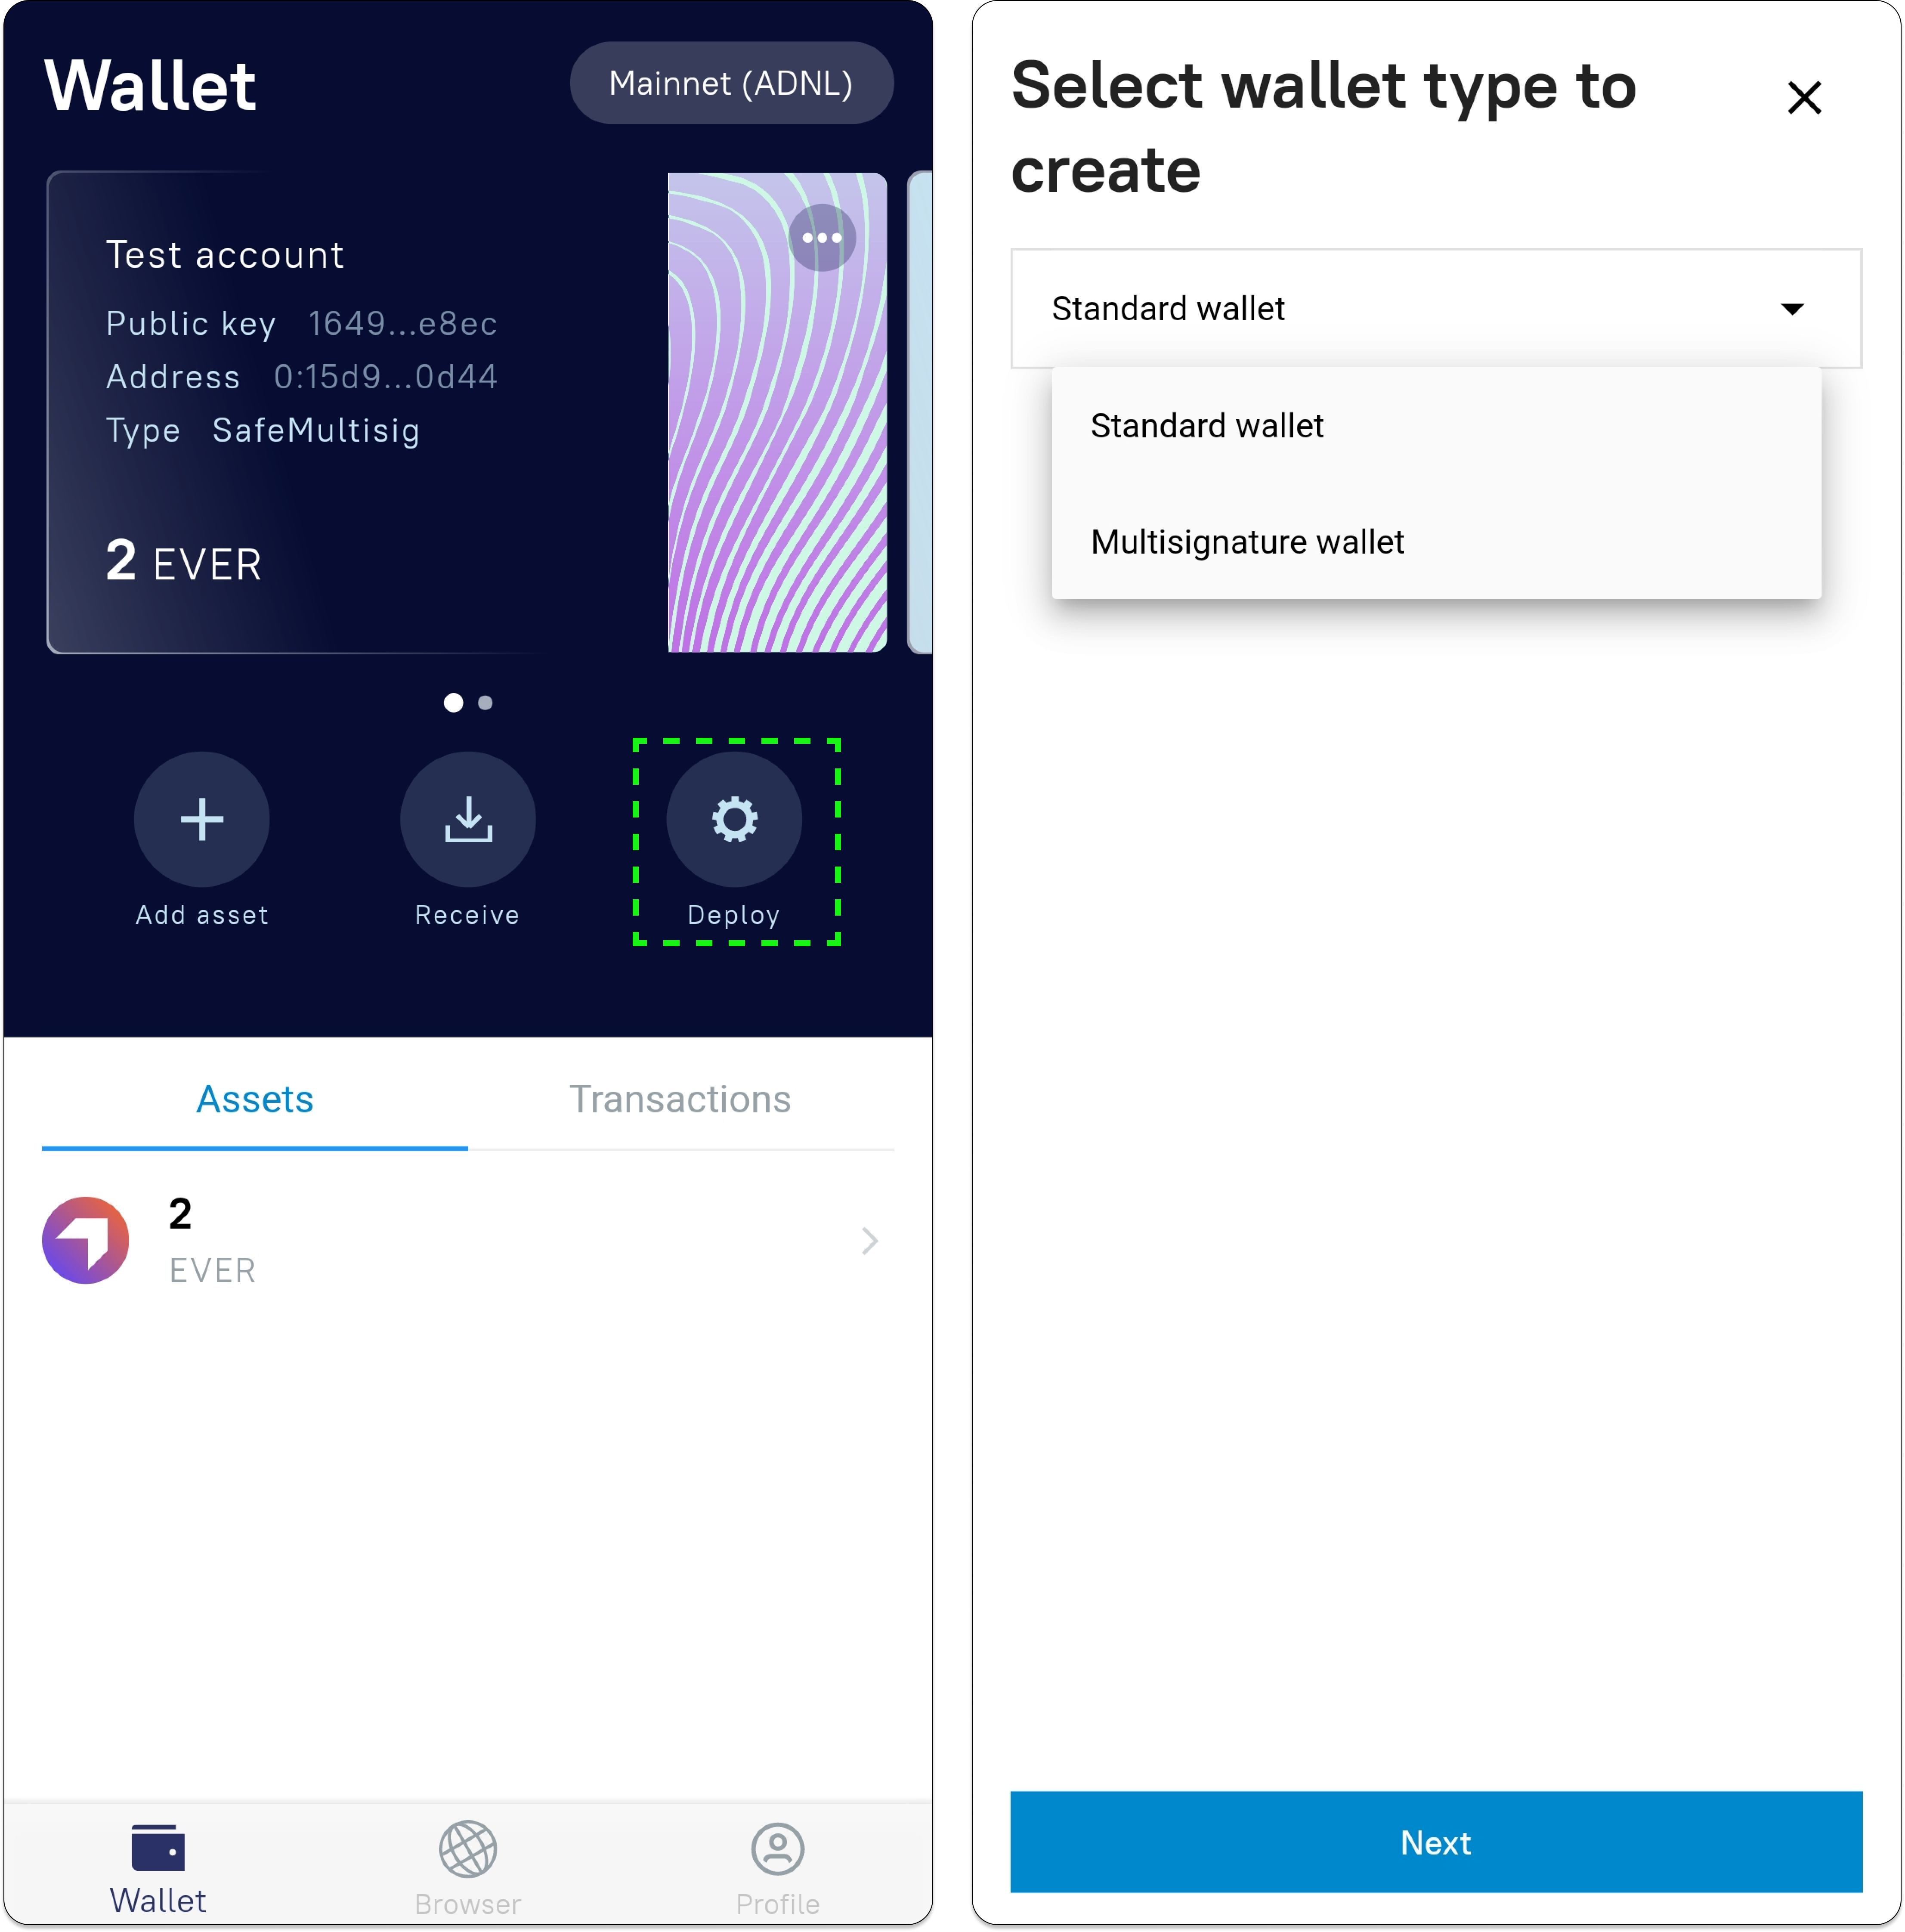 Wallet
Mainnet (ADNL)
Test account
Public key 1649...e8ec
Address 0:15d9...0d44
Type SafeMultisig
2 EVER
Add asset
Receive
Deploy
Assets
Transactions
2
EVER
Wallet
Browser
Profile
Select wallet type to
create
Standard wallet
Standard wallet
Multisignature wallet
Next